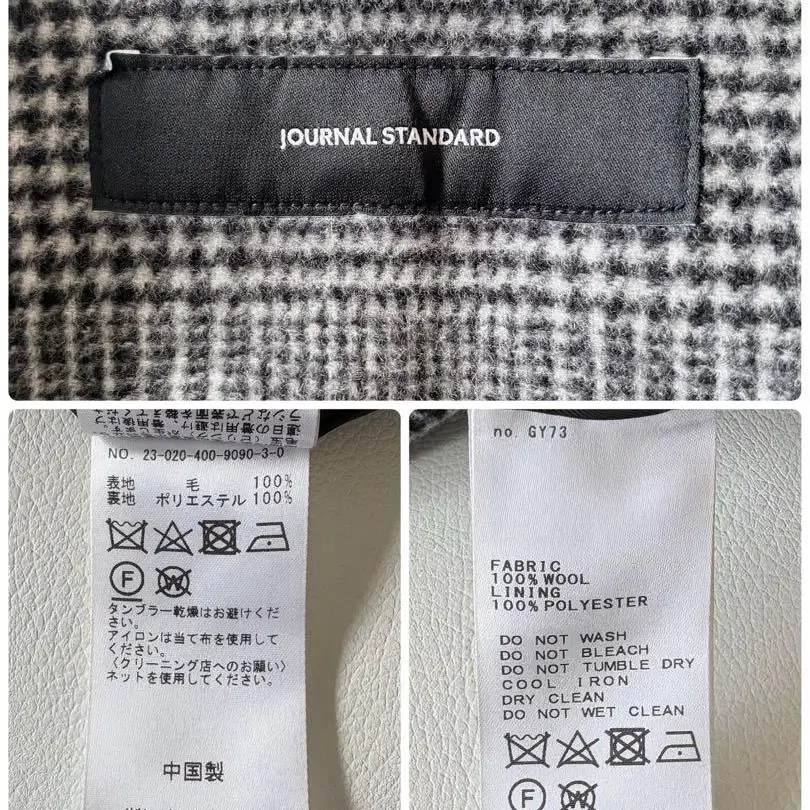 JOURNAL STANDARD
NO. 23-020-400-9090-3-0
表地 毛 100%
裏地 ポリエステル 100%
F
W
タンブラー乾燥はお避けくだ
さい。
アイロンは当て布を使用して
ください。
〈クリーニング店へのお願い〉
ネットを使用してください。
中国製
no. GY73
FABRIC
100% WOOL
LINING
100% POLYESTER
DO NOT WASH
DO NOT BLEACH
DO NOT TUMBLE DRY
COOL IRON
DRY CLEAN
DO NOT WET CLEAN
F
W